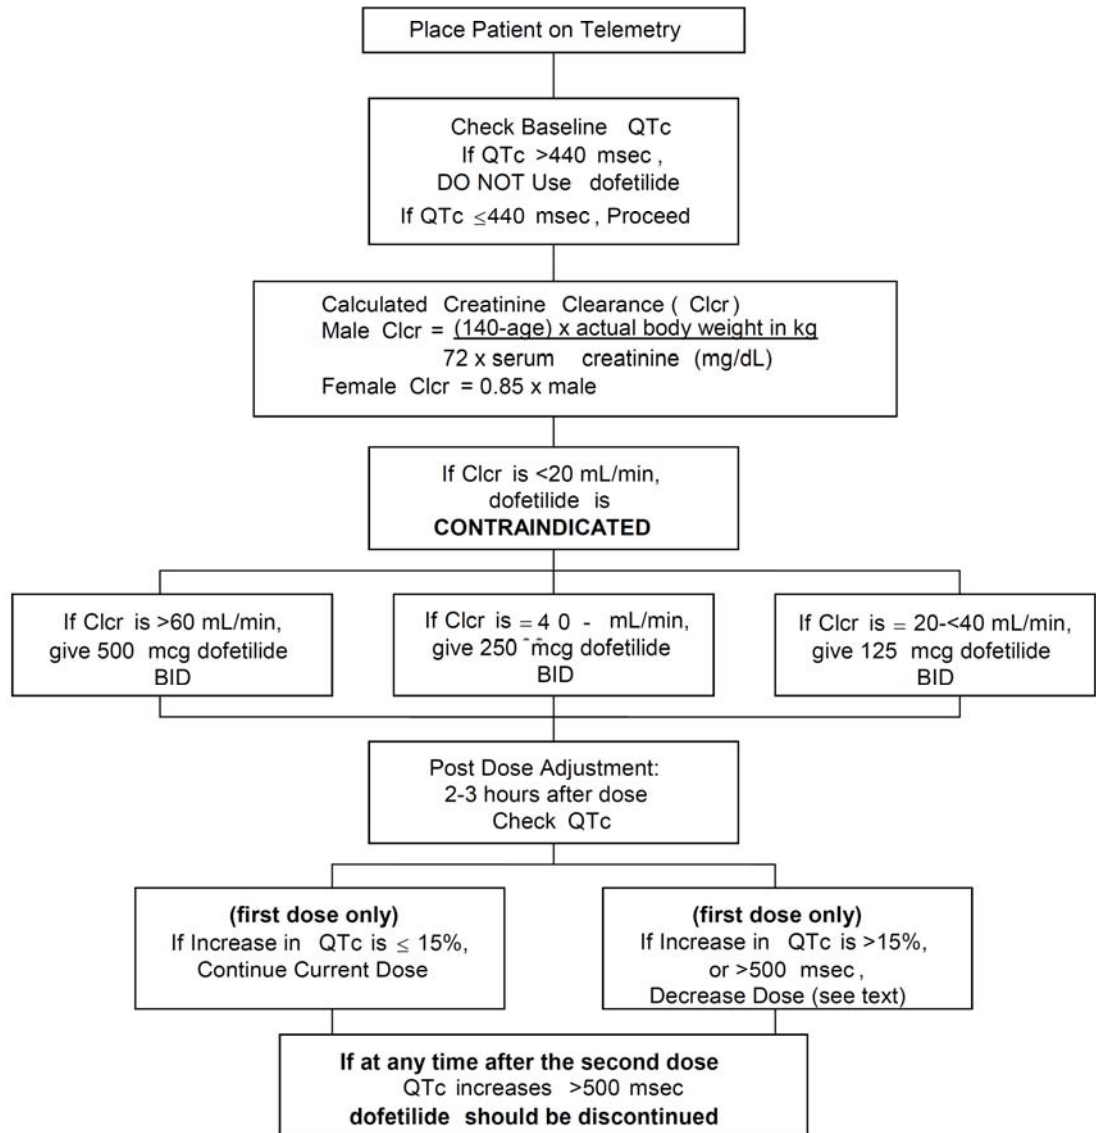 Place Patient on Telemetry
Check Baseline QTc
If QTc >440 msec,
DO NOT Use dofetilide
If QTc ≤440 msec, Proceed
Calculated Creatinine Clearance ( Clcr)
Male Clcr = (140-age) x actual body weight in kg
72 x serum creatinine (mg/dL)
Female Clcr = 0.85 x male
If Clcr is <20 mL/min,
dofetilide is
CONTRAINDICATED
If Clcr is >60 mL/min,
give 500 mcg dofetilide
BID
If Clcr is = 4 0 - mL/min,
give 250 mcg dofetilide
BID
If Clcr is = 20-<40 mL/min,
give 125 mcg dofetilide
BID
Post Dose Adjustment:
2-3 hours after dose
Check QTc
(first dose only)
If Increase in QTc is ≤ 15%,
Continue Current Dose
(first dose only)
If Increase in QTc is >15%,
or >500 msec,
Decrease Dose (see text)
If at any time after the second dose
QTc increases >500 msec
dofetilide should be discontinued